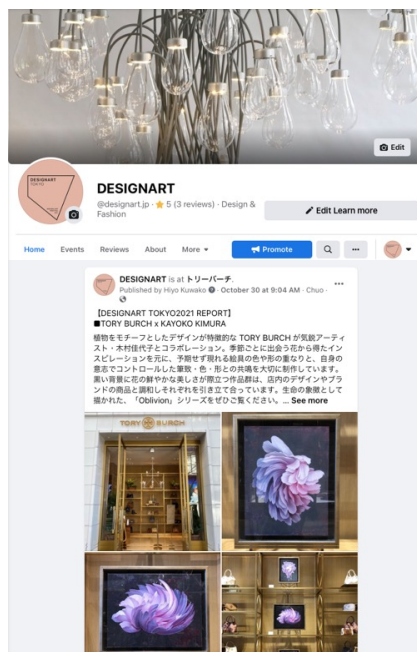 Edit
DESIGNART
TOKYO
DESIGNART
@designart.jp · 5 (3 reviews) · Design &
Fashion
Edit Learn more
Home Events Reviews About More
Promote
DESIGNART is at トリーバーチ.
Published by Hiyo Kuwako · October 30 at 9:04 AM · Chuo ·
【DESIGNART TOKYO2021 REPORT】
■TORY BURCH x KAYOKO KIMURA
植物をモチーフとしたデザインが特徴的な TORY BURCH が気鋭アーティ
スト・木村佳代子とコラボレーション。季節ごとに出会う花から得たイン
スピレーションを元に、予期せず現れる絵具の色や形の重なりと、自身の
意志でコントロールした筆致・色・形との共鳴を大切に制作しています。
黒い背景に花の鮮やかな美しさが際立つ作品群は、店内のデザインやブラ
ンドの商品と調和しそれぞれを引き立て合っています。生命の象徴として
描かれた、「Oblivion」シリーズをぜひご覧ください。... See more
TORY BURCH